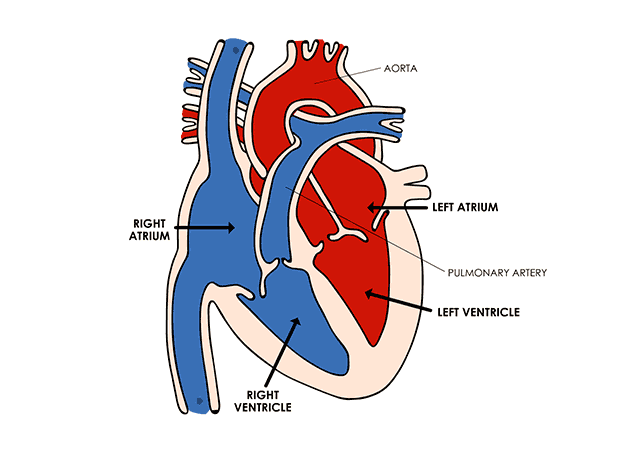 AORTA
LEFT ATRIUM
RIGHT
ATRIUM
PULMONARY ARTERY
LEFT VENTRICLE
RIGHT
VENTRICLE